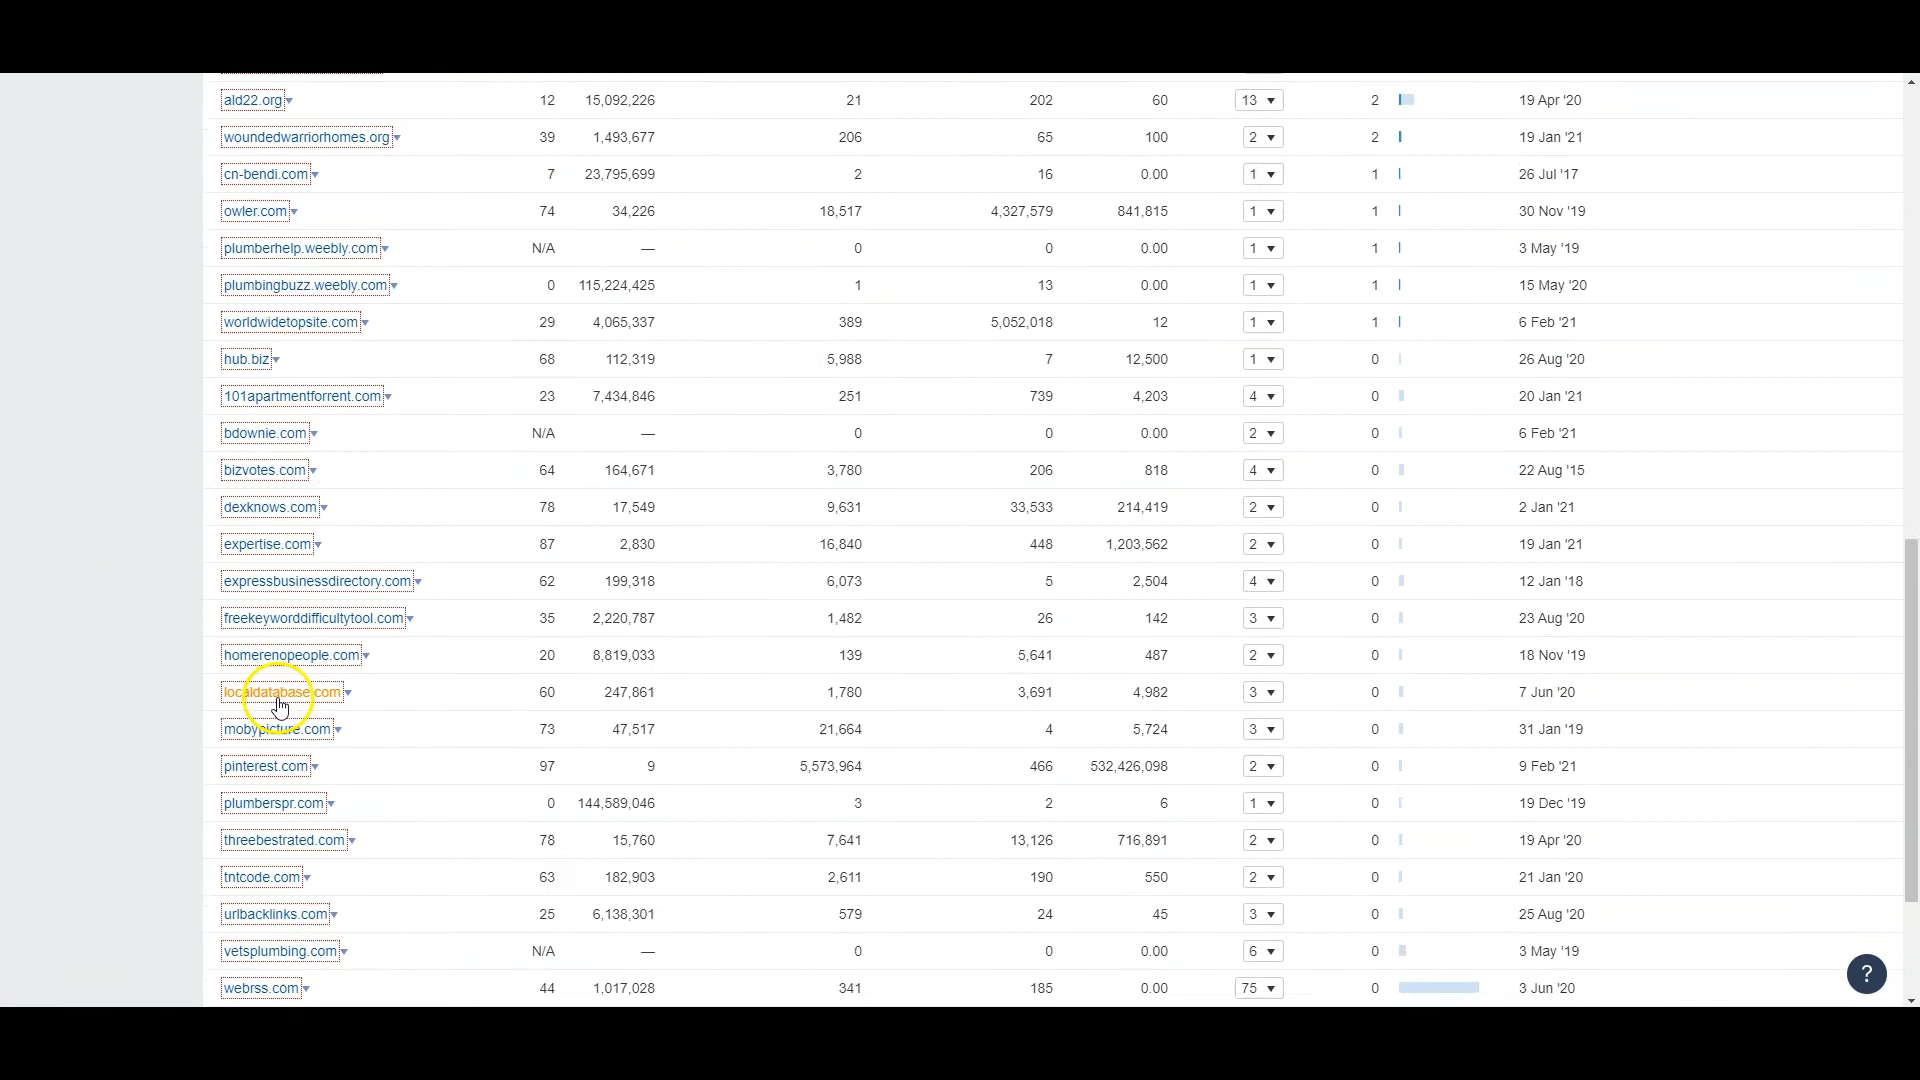 ald22.org 12 15,092,226 21 202 60 13 2 19 Apr '20
woundedwarriorhomes.org 39 1,493,677 206 65 100 2 2 19 Jan '21
cn-bendi.com 7 23,795,699 2 16 0.00 1 1 26 Jul '17
owler.com 74 34,226 18,517 4,327,579 841,815 1 1 30 Nov '19
plumberhelp.weebly.com N/A — 0 0 0.00 1 1 3 May '19
plumbingbuzz.weebly.com 0 115,224,425 1 13 0.00 1 1 15 May '20
worldwidetopsite.com 29 4,065,337 389 5,052,018 12 1 1 6 Feb '21
hub.biz 68 112,319 5,988 7 12,500 1 0 26 Aug '20
101apartmentforrent.com 23 7,434,846 251 739 4,203 4 0 20 Jan '21
bdownie.com N/A — 0 0 0.00 2 0 6 Feb '21
bizvotes.com 64 164,671 3,780 206 818 4 0 22 Aug '15
dexknows.com 78 17,549 9,631 33,533 214,419 2 0 2 Jan '21
expertise.com 87 2,830 16,840 448 1,203,562 2 0 19 Jan '21
expressbusinessdirectory.com 62 199,318 6,073 5 2,504 4 0 12 Jan '18
freekeyworddifficultytool.com 35 2,220,787 1,482 26 142 3 0 23 Aug '20
homerenopeople.com 20 8,819,033 139 5,641 487 2 0 18 Nov '19
localdatabase.com 60 247,861 1,780 3,691 4,982 3 0 7 Jun '20
mobypicture.com 73 47,517 21,664 4 5,724 3 0 31 Jan '19
pinterest.com 97 9 5,573,964 466 532,426,098 2 0 9 Feb '21
plumberspr.com 0 144,589,046 3 2 6 1 0 19 Dec '19
threebestrated.com 78 15,760 7,641 13,126 716,891 2 0 19 Apr '20
tntcode.com 63 182,903 2,611 190 550 2 0 21 Jan '20
urlbacklinks.com 25 6,138,301 579 24 45 3 0 25 Aug '20
vetsplumbing.com N/A — 0 0 0.00 6 0 3 May '19
webrss.com 44 1,017,028 341 185 0.00 75 0 3 Jun '20
?